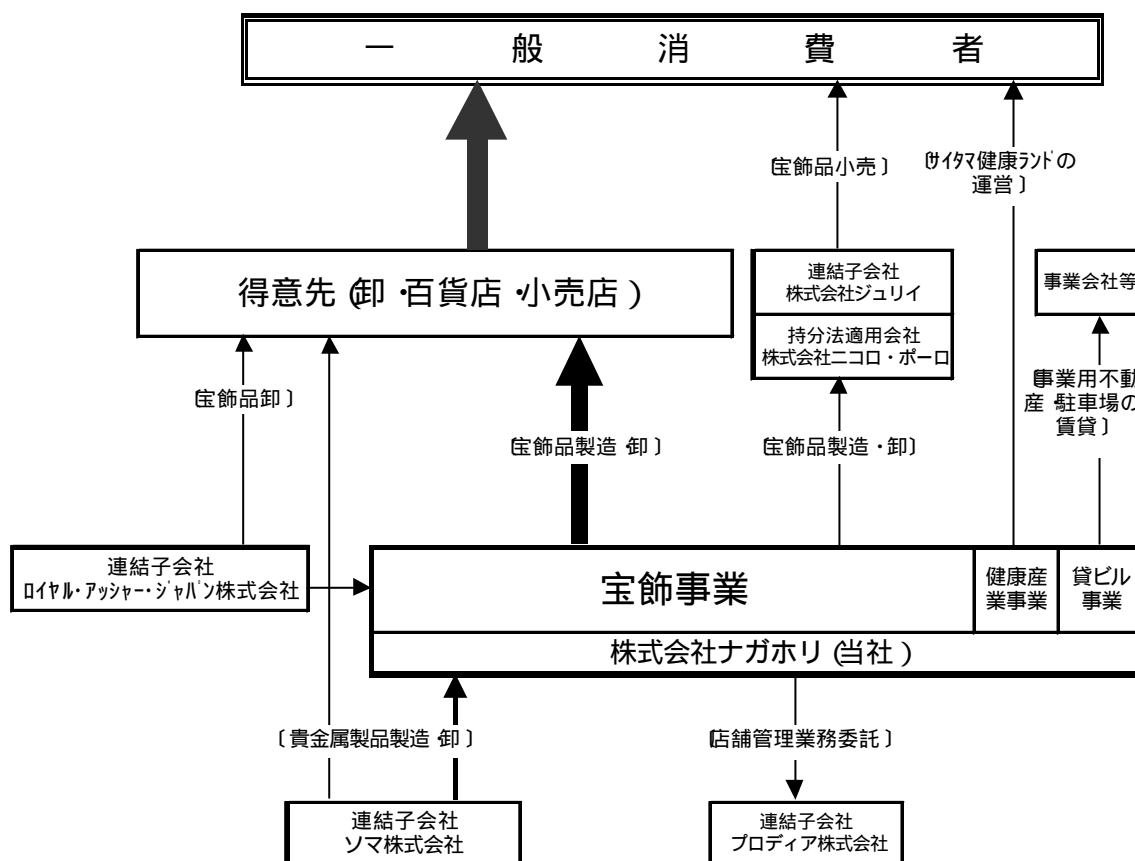 一般消費者
〔宝飾品小売〕
〔サイタマ健康ランドの
運営〕
得意先(卸・百貨店・小売店)
連結子会社
株式会社ジュリイ
持分法適用会社
株式会社ニコロ・ポーロ
事業会社等
〔宝飾品卸〕
〔宝飾品製造・卸〕
〔宝飾品製造・卸〕
〔事業用不動
産・駐車場の
賃貸〕
連結子会社
ロイヤル・アッシャー・ジャパン株式会社
宝飾事業
健康産
業事業
貸ビル
事業
株式会社ナガホリ(当社)
〔貴金属製品製造・卸〕
〔店舗管理業務委託〕
連結子会社
ソマ株式会社
連結子会社
プロディア株式会社